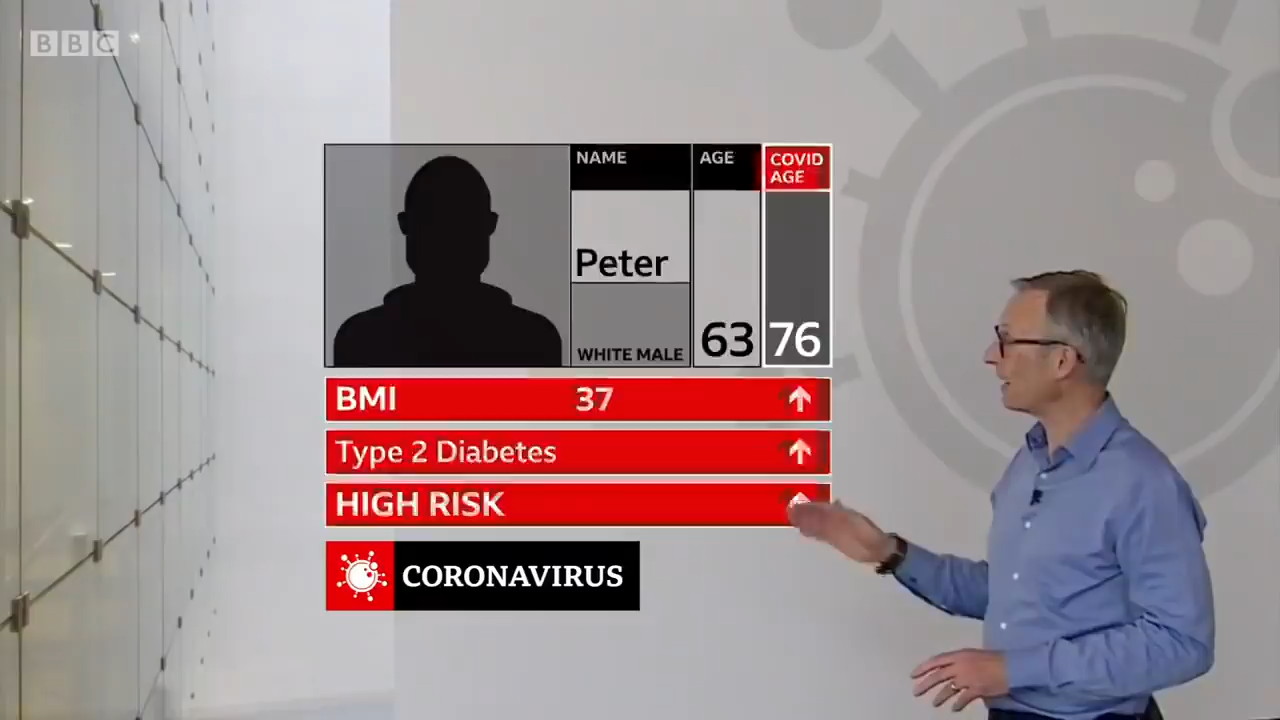 BBC
NAME
AGE
COVID
AGE
Peter
WHITE MALE
63
76
BMI 37
Type 2 Diabetes
HIGH RISK
CORONAVIRUS